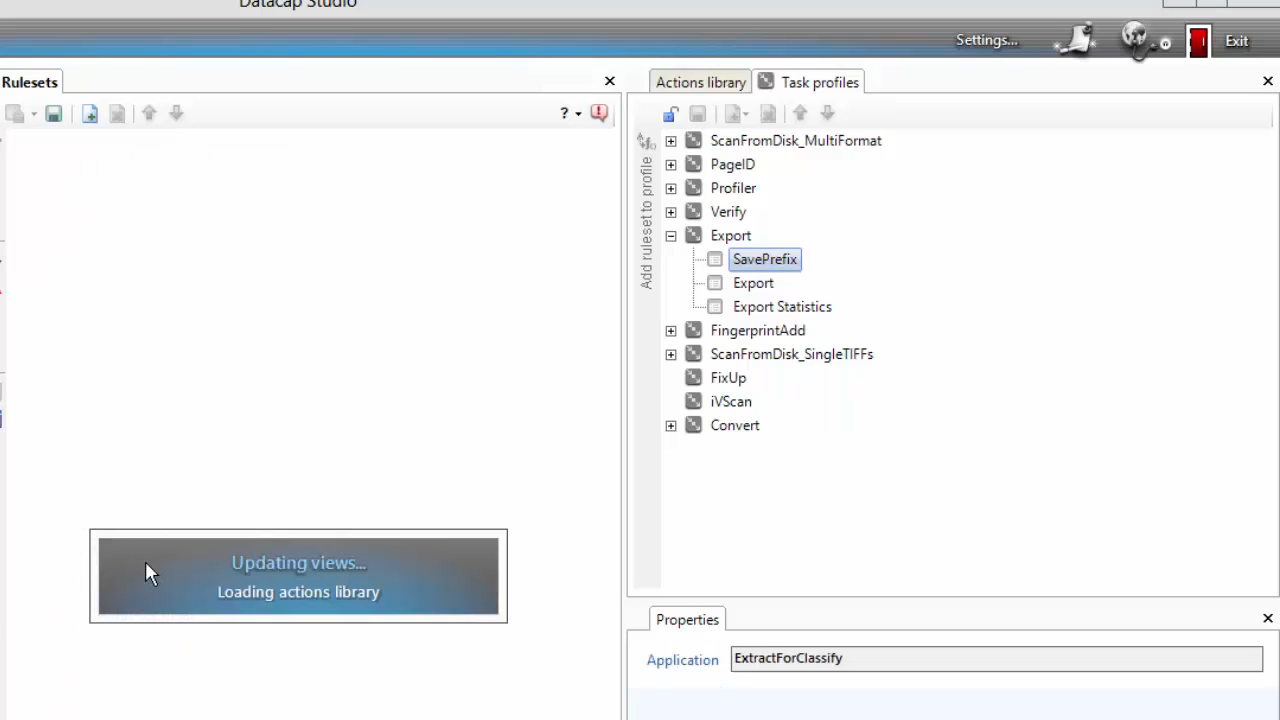 Datacap Studio
Settings...
Exit
Rulesets
?
Actions library
Task profiles
Add ruleset to profile
ScanFromDisk_MultiFormat
PageID
Profiler
Verify
Export
SavePrefix
Export
Export Statistics
FingerprintAdd
ScanFromDisk_SingleTIFFs
FixUp
iVScan
Convert
Updating views...
Loading actions library
Properties
Application
ExtractForClassify